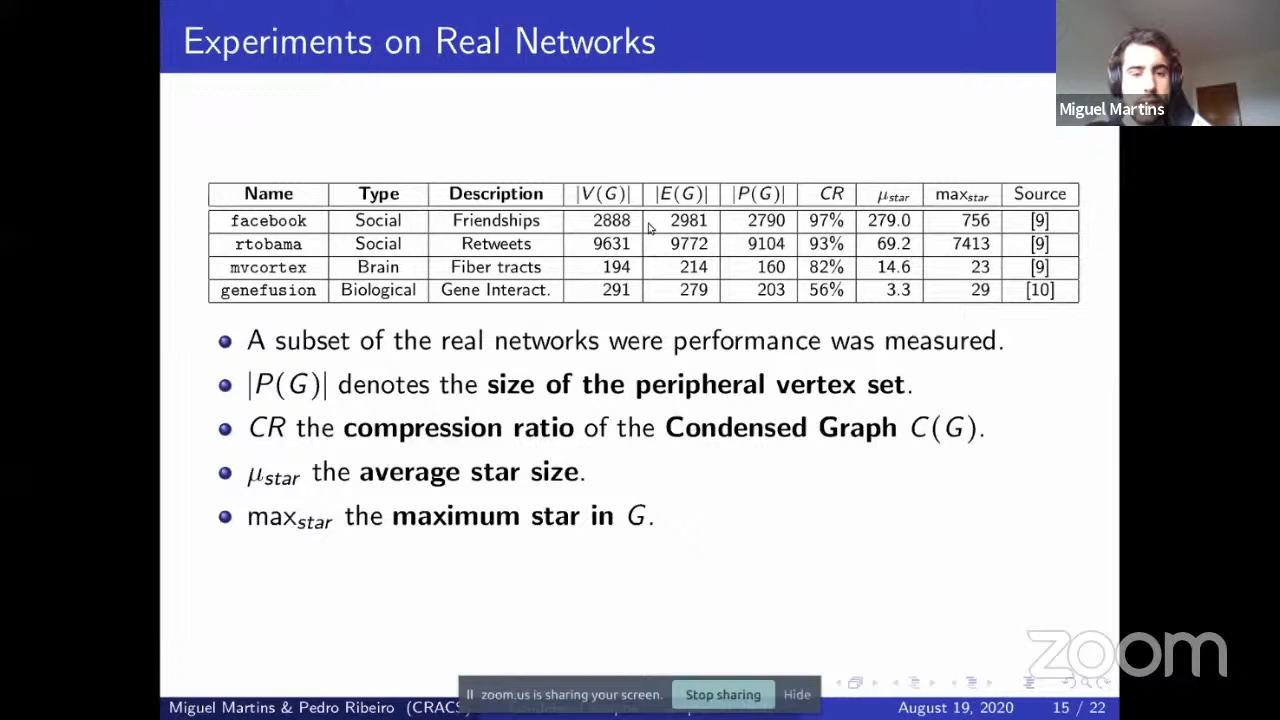 Experiments on Real Networks
Miguel Martins
Name Type Description |V(G)| |E(G)| |P(G)| CR μstar maxstar Source
facebook Social Friendships 2888 2981 2790 97% 279.0 756 [9]
rtobama Social Retweets 9631 9772 9104 93% 69.2 7413 [9]
mvcortex Brain Fiber tracts 194 214 160 82% 14.6 23 [9]
genefusion Biological Gene Interact. 291 279 203 56% 3.3 29 [10]
A subset of the real networks were performance was measured.
|P(G)| denotes the size of the peripheral vertex set.
CR the compression ratio of the Condensed Graph C(G).
μstar the average star size.
maxstar the maximum star in G.
zoom
zoom.us is sharing your screen. Stop sharing Hide
Miguel Martins & Pedro Ribeiro (CRACS August 19, 2020 15 / 22